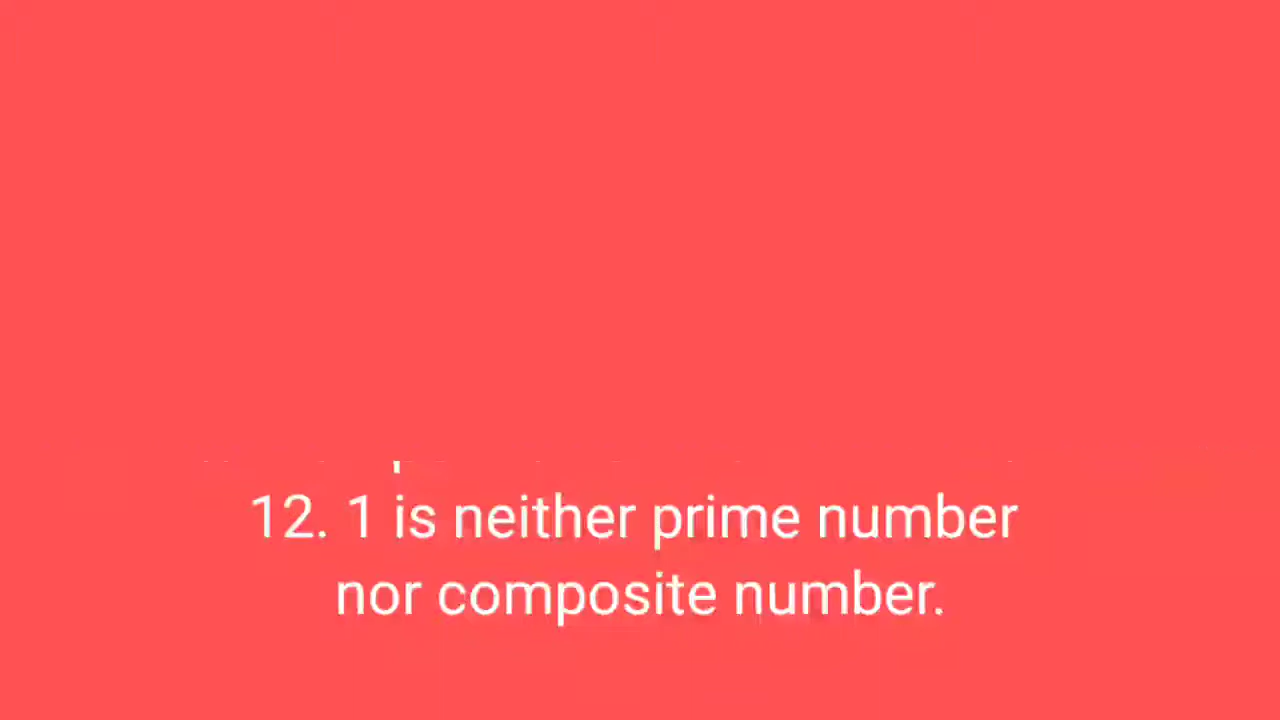 12. 1 is neither prime number
nor composite number.